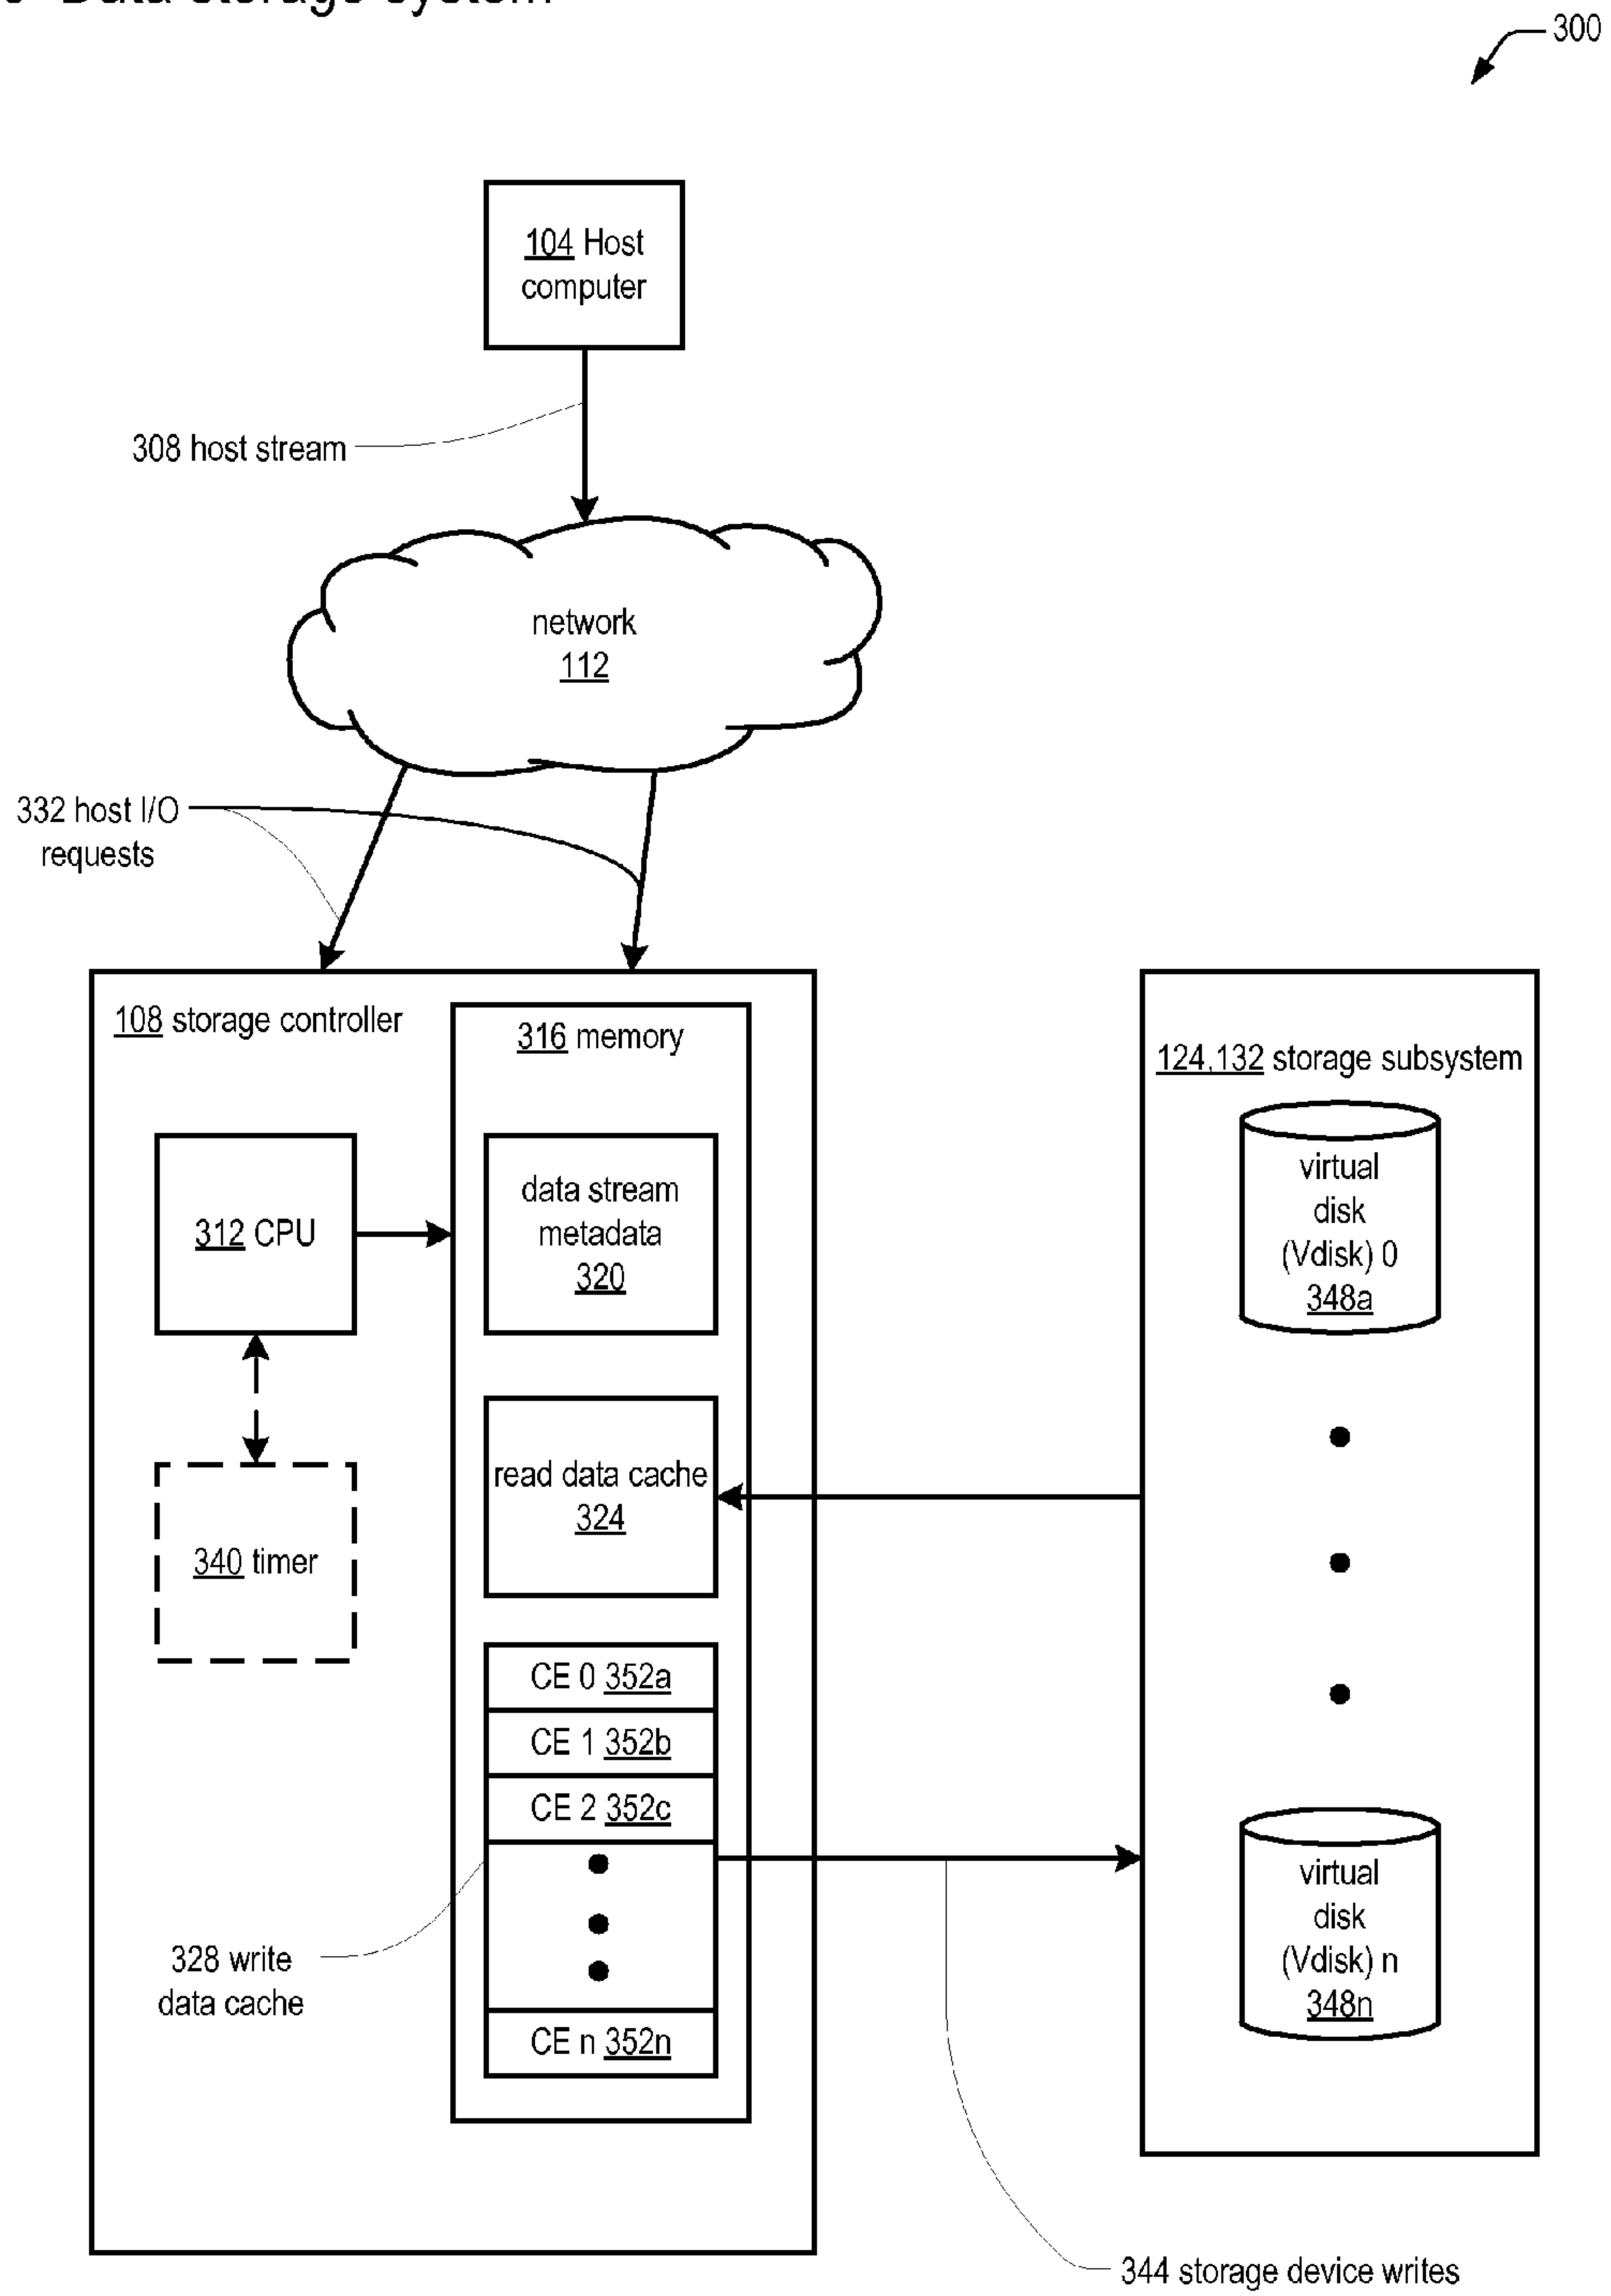 Data storage system
300
104 Host
computer
308 host stream
network
112
332 host I/O
requests
108 storage controller
316 memory
124,132 storage subsystem
312 CPU
data stream
metadata
320
virtual
disk
(Vdisk) 0
348a
read data cache
324
340 timer
CE 0 352a
CE 1 352b
CE 2 352c
328 write
data cache
CE n 352n
virtual
disk
(Vdisk) n
348n
344 storage device writes